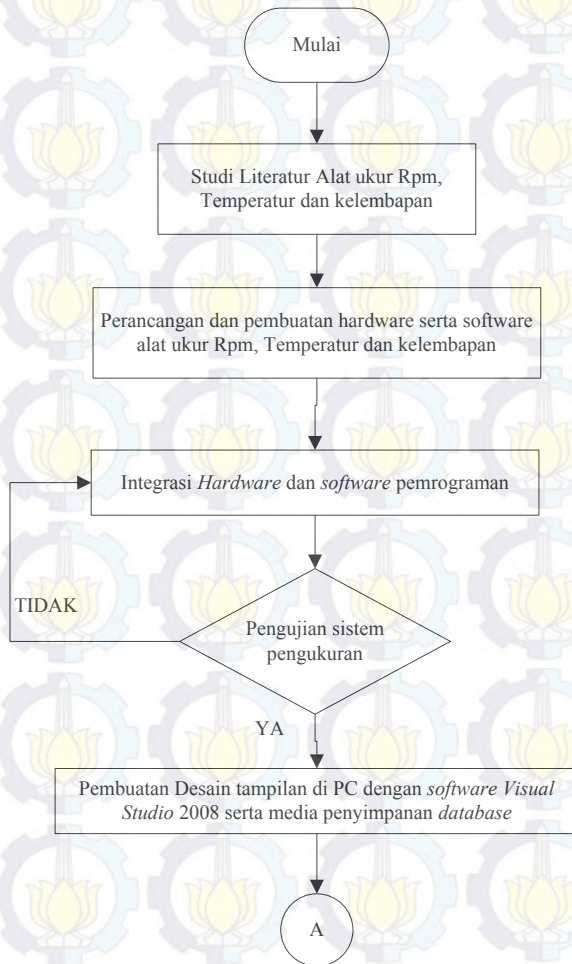 Mulai
Studi Literatur Alat ukur Rpm,
Temperatur dan kelembapan
Perancangan dan pembuatan hardware serta software
alat ukur Rpm, Temperatur dan kelembapan
Integrasi Hardware dan software pemrograman
TIDAK
Pengujian sistem
pengukuran
YA
Pembuatan Desain tampilan di PC dengan software Visual
Studio 2008 serta media penyimpanan database
A